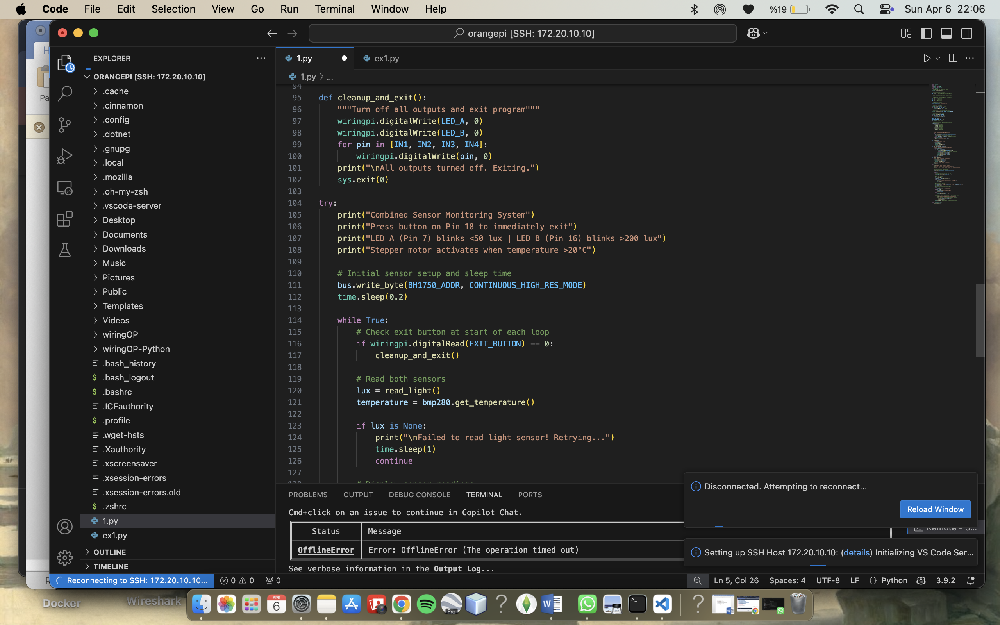 Code File Edit Selection View Go Run Terminal Window Help %19 Sun Apr 6 22:06
orangepi [SSH: 172.20.10.10]
EXPLORER
ORANGEPI [SSH: 172.20.10.10]
.cache
.cinnamon
.config
.dotnet
.gnupg
.local
.mozilla
.oh-my-zsh
.vscode-server
Desktop
Documents
Downloads
Music
Pictures
Public
Templates
Videos
wiringOP
wiringOP-Python
.bash_history
$ .bash_logout
$ .bashrc
.ICEauthority
$ .profile
.wget-hsts
.Xauthority
.xscreensaver
.xsession-errors
.xsession-errors.old
$ .zshrc
1.py
ex1.py
OUTLINE
TIMELINE
1.py ex1.py
1.py > ...
94
95 def cleanup_and_exit():
96 """Turn off all outputs and exit program"""
97 wiringpi.digitalWrite(LED_A, 0)
98 wiringpi.digitalWrite(LED_B, 0)
99 for pin in [IN1, IN2, IN3, IN4]:
100 wiringpi.digitalWrite(pin, 0)
101 print("\nAll outputs turned off. Exiting.")
102 sys.exit(0)
103
104 try:
105 print("Combined Sensor Monitoring System")
106 print("Press button on Pin 18 to immediately exit")
107 print("LED A (Pin 7) blinks <50 lux | LED B (Pin 16) blinks >200 lux")
108 print("Stepper motor activates when temperature >20°C")
109
110 # Initial sensor setup and sleep time
111 bus.write_byte(BH1750_ADDR, CONTINUOUS_HIGH_RES_MODE)
112 time.sleep(0.2)
113
114 while True:
115 # Check exit button at start of each loop
116 if wiringpi.digitalRead(EXIT_BUTTON) == 0:
117 cleanup_and_exit()
118
119 # Read both sensors
120 lux = read_light()
121 temperature = bmp280.get_temperature()
122
123 if lux is None:
124 print("\nFailed to read light sensor! Retrying...")
125 time.sleep(1)
126 continue
127
128 # Display sensor readings
PROBLEMS OUTPUT DEBUG CONSOLE TERMINAL PORTS
Cmd+click on an issue to continue in Copilot Chat.
Status Message
OfflineError Error: OfflineError (The operation timed out)
See verbose information in the Output Log...
Disconnected. Attempting to reconnect...
Reload Window
Remote - S...
Setting up SSH Host 172.20.10.10: (details) Initializing VS Code Ser...
Reconnecting to SSH: 172.20.10.10... 0 0 0 Ln 5, Col 26 Spaces: 4 UTF-8 LF {} Python 3.9.2
Docker Wireshark
APR
6
Pro